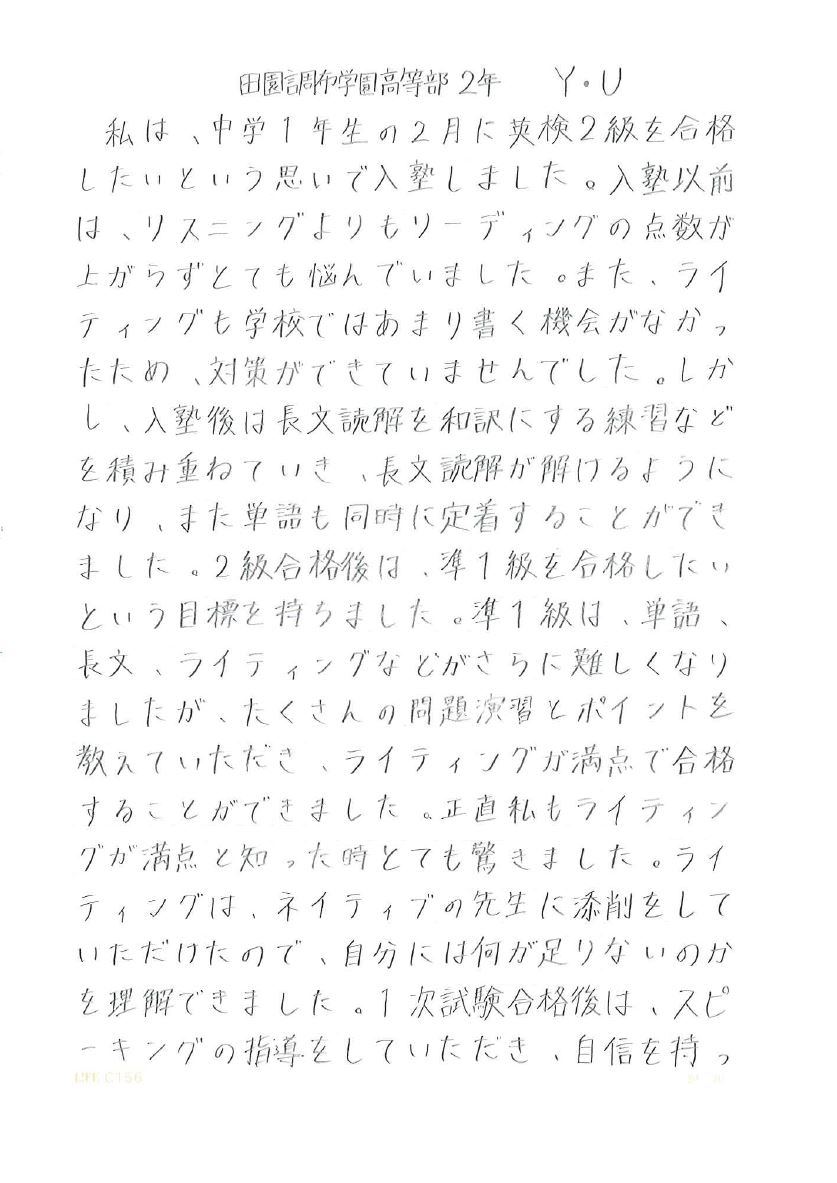 田園調布学園高等部 2年 Y・U
私は、中学1年生の2月に英検2級を合格
したいという思いで入塾しました。入塾以前
は、リスニングよりもリーディングの点数が
上がらずとても悩んでいました。また、ライ
ティングも学校ではあまり書く機会がなかっ
たため、対策ができていませんでした。しか
し、入塾後は長文読解を和訳にする練習など
を積み重ねていき、長文読解が解けるように
なり、また単語も同時に定着することができ
ました。2級合格後は、準1級を合格したい
という目標を持ちました。準1級は、単語、
長文、ライティングなどがさらに難しくなり
ましたが、たくさんの問題演習とポイントを
教えていただき、ライティングが満点で合格
することができました。正直私もライティン
グが満点と知った時とても驚きました。ライ
ティングは、ネイティブの先生に添削をして
いただけたので、自分には何が足りないのか
を理解できました。1次試験合格後は、スピ
ーキングの指導をしていただき、自信を持っ
C156